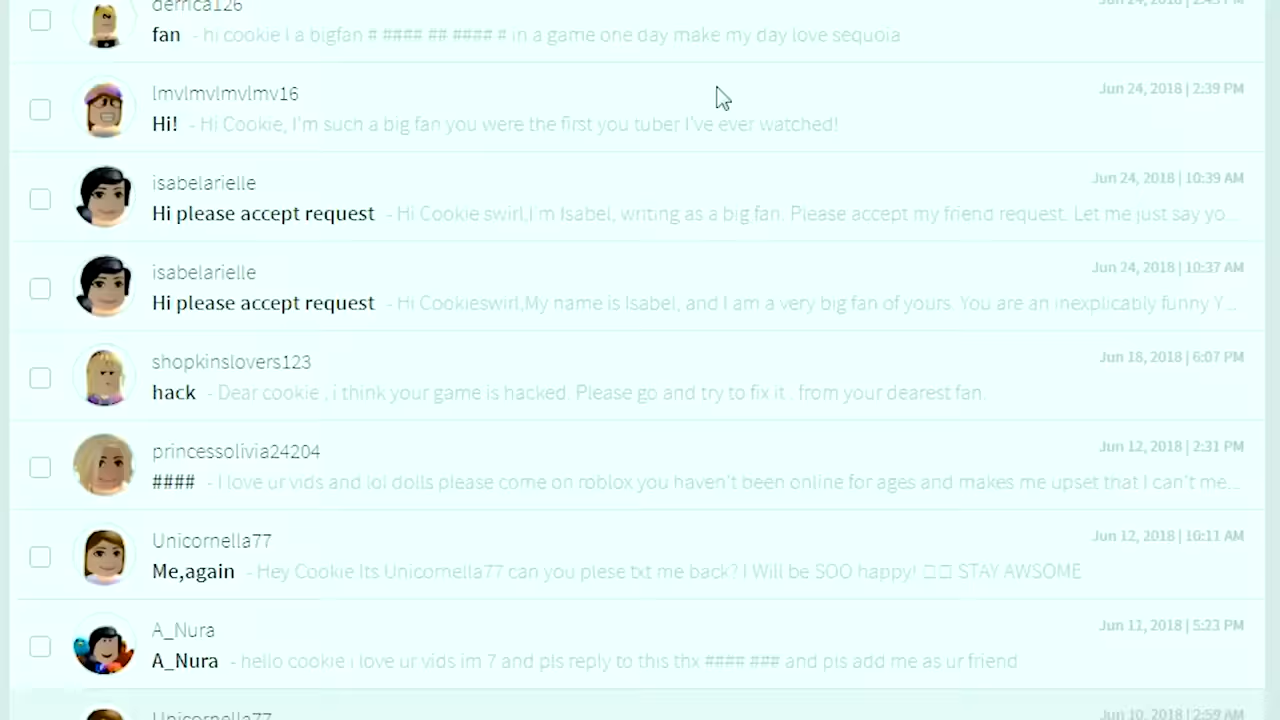 derrica126
Jun 24, 2018 | 2:43 PM
fan - hi cookie I a bigfan # #### ## #### # in a game one day make my day love sequoia
lmvlmvlmvlmv16
Jun 24, 2018 | 2:39 PM
Hi! - Hi Cookie, I'm such a big fan you were the first you tuber I've ever watched!
isabelarielle
Jun 24, 2018 | 10:39 AM
Hi please accept request - Hi Cookie swirl,I'm Isabel, writing as a big fan. Please accept my friend request. Let me just say yo...
isabelarielle
Jun 24, 2018 | 10:37 AM
Hi please accept request - Hi Cookieswirl,My name is Isabel, and I am a very big fan of yours. You are an inexplicably funny Y...
shopkinslovers123
Jun 18, 2018 | 6:07 PM
hack - Dear cookie , i think your game is hacked. Please go and try to fix it . from your dearest fan.
princessolivia24204
Jun 12, 2018 | 2:31 PM
#### - I love ur vids and lol dolls please come on roblox you haven't been online for ages and makes me upset that I can't me...
Unicornella77
Jun 12, 2018 | 10:11 AM
Me,again - Hey Cookie Its Unicornella77 can you plese txt me back? I Will be SOO happy! □□ STAY AWSOME
A_Nura
Jun 11, 2018 | 5:23 PM
A_Nura - hello cookie i love ur vids im 7 and pls reply to this thx #### ### and pls add me as ur friend
Unicornella77
Jun 10, 2018 | 2:59 AM